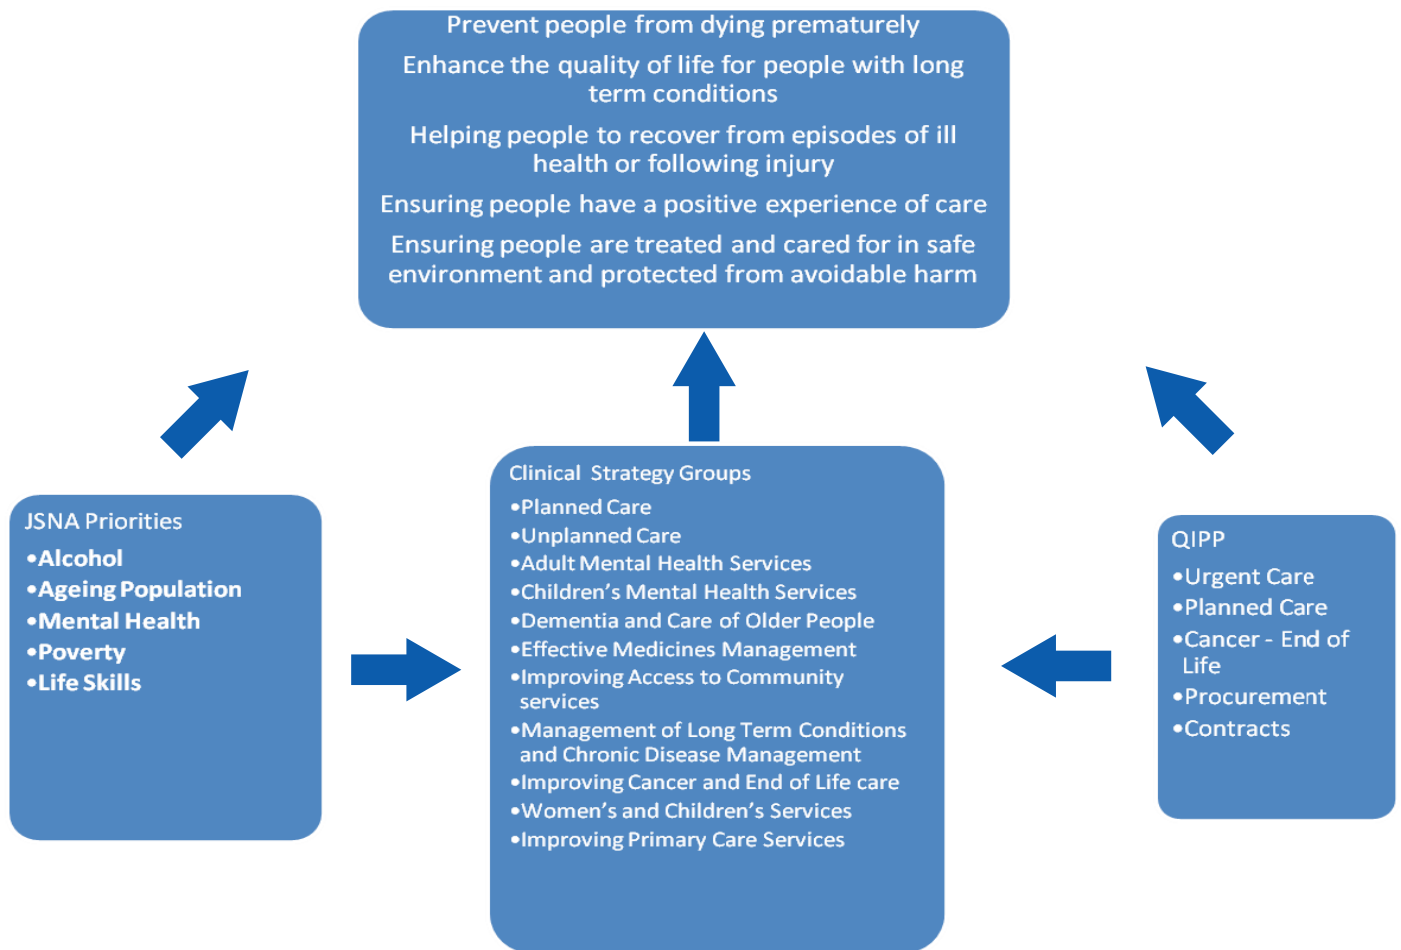 Prevent people from dying prematurely
Enhance the quality of life for people with long
term conditions
Helping people to recover from episodes of ill
health or following injury
Ensuring people have a positive experience of care
Ensuring people are treated and cared for in safe
environment and protected from avoidable harm
JSNA Priorities
•Alcohol
•Ageing Population
•Mental Health
•Poverty
•Life Skills
Clinical Strategy Groups
•Planned Care
•Unplanned Care
•Adult Mental Health Services
•Children’s Mental Health Services
•Dementia and Care of Older People
•Effective Medicines Management
•Improving Access to Community
services
•Management of Long Term Conditions
and Chronic Disease Management
•Improving Cancer and End of Life care
•Women’s and Children’s Services
•Improving Primary Care Services
QIPP
•Urgent Care
•Planned Care
•Cancer - End of
Life
•Procurement
•Contracts